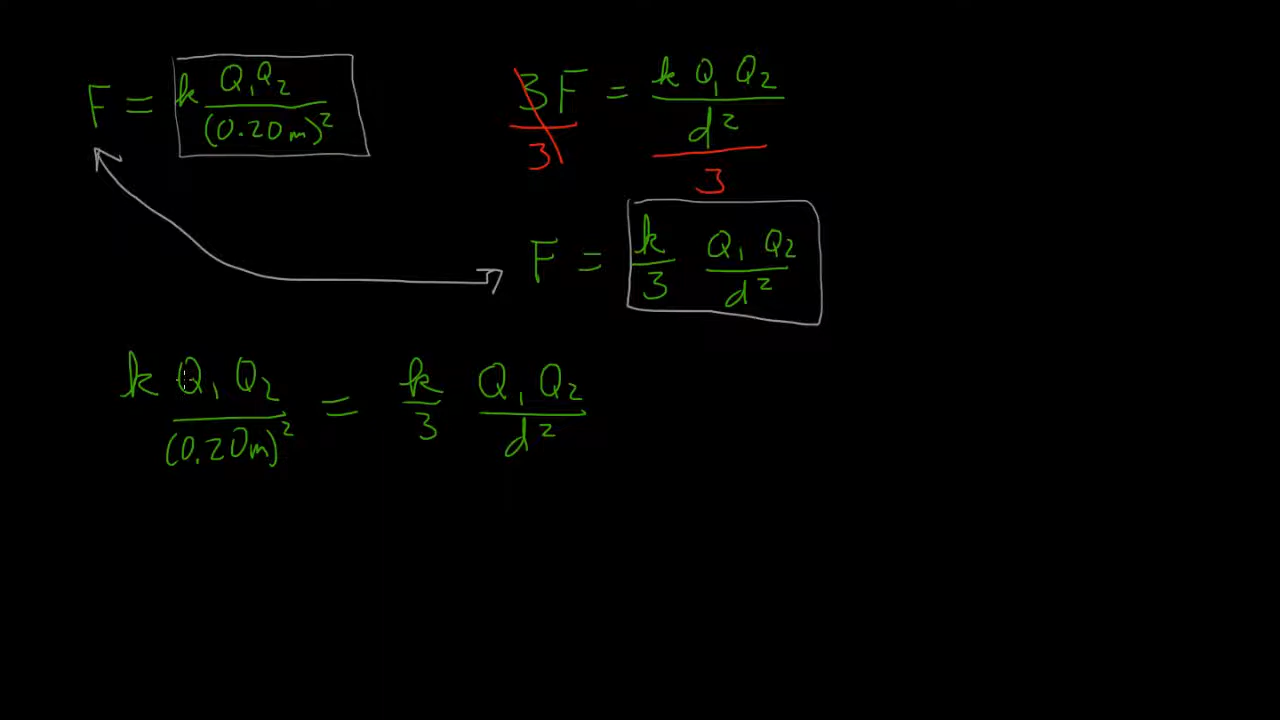 F = k Q₁Q₂ / (0.20m)²
3F / 3 = k Q₁ Q₂ / d² / 3
F = k/3 Q₁ Q₂ / d²
k Q₁ Q₂ / (0.20m)² = k/3 Q₁ Q₂ / d²